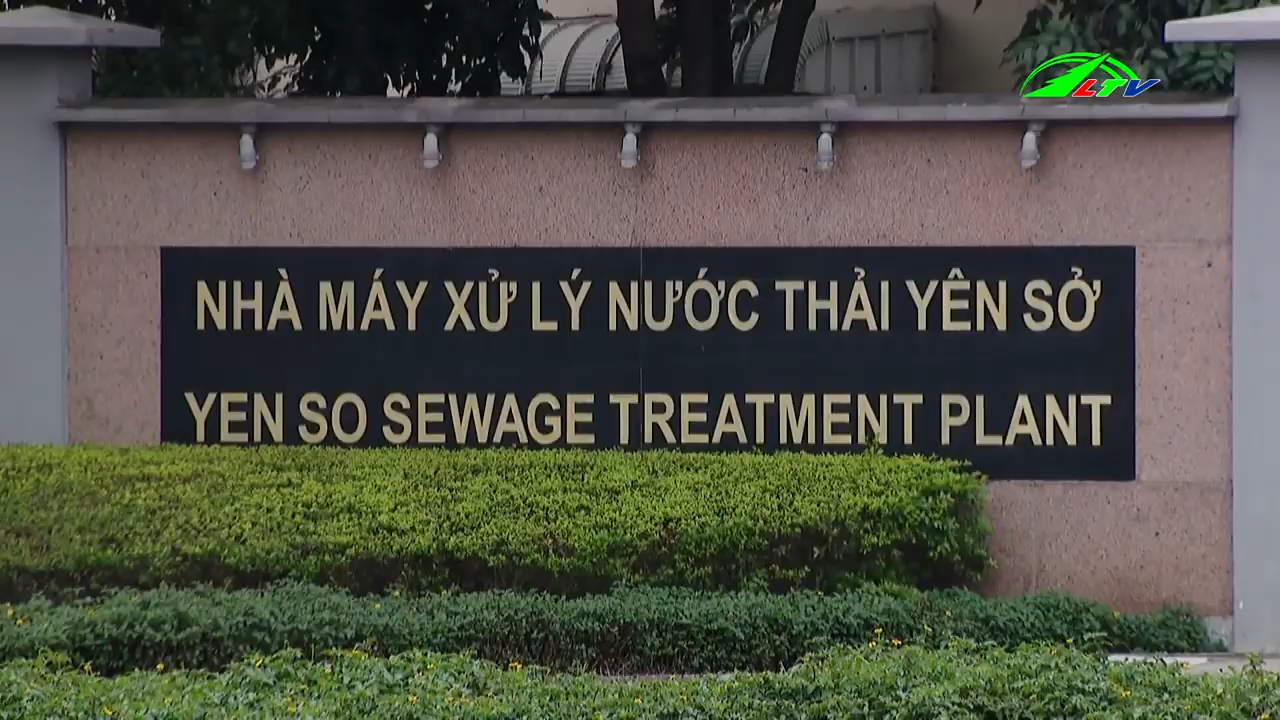 LTV
NHÀ MÁY XỬ LÝ NƯỚC THẢI YÊN SỞ
YEN SO SEWAGE TREATMENT PLANT